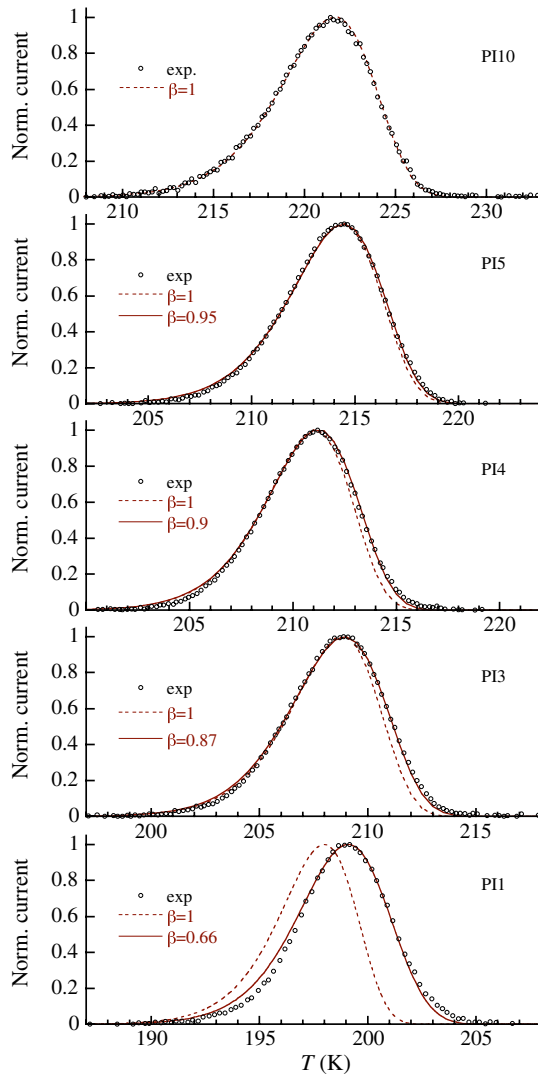 1
0.8
0.6
0.4
0.2
0
Norm. current
exp.
β=1
PI10
210 215 220 225 230
1
0.8
0.6
0.4
0.2
0
Norm. current
exp
β=1
β=0.95
PI5
205 210 215 220
1
0.8
0.6
0.4
0.2
0
Norm. current
exp
β=1
β=0.9
PI4
205 210 215 220
1
0.8
0.6
0.4
0.2
0
Norm. current
exp
β=1
β=0.87
PI3
200 205 210 215
1
0.8
0.6
0.4
0.2
0
Norm. current
exp
β=1
β=0.66
PI1
190 195 200 205
T (K)